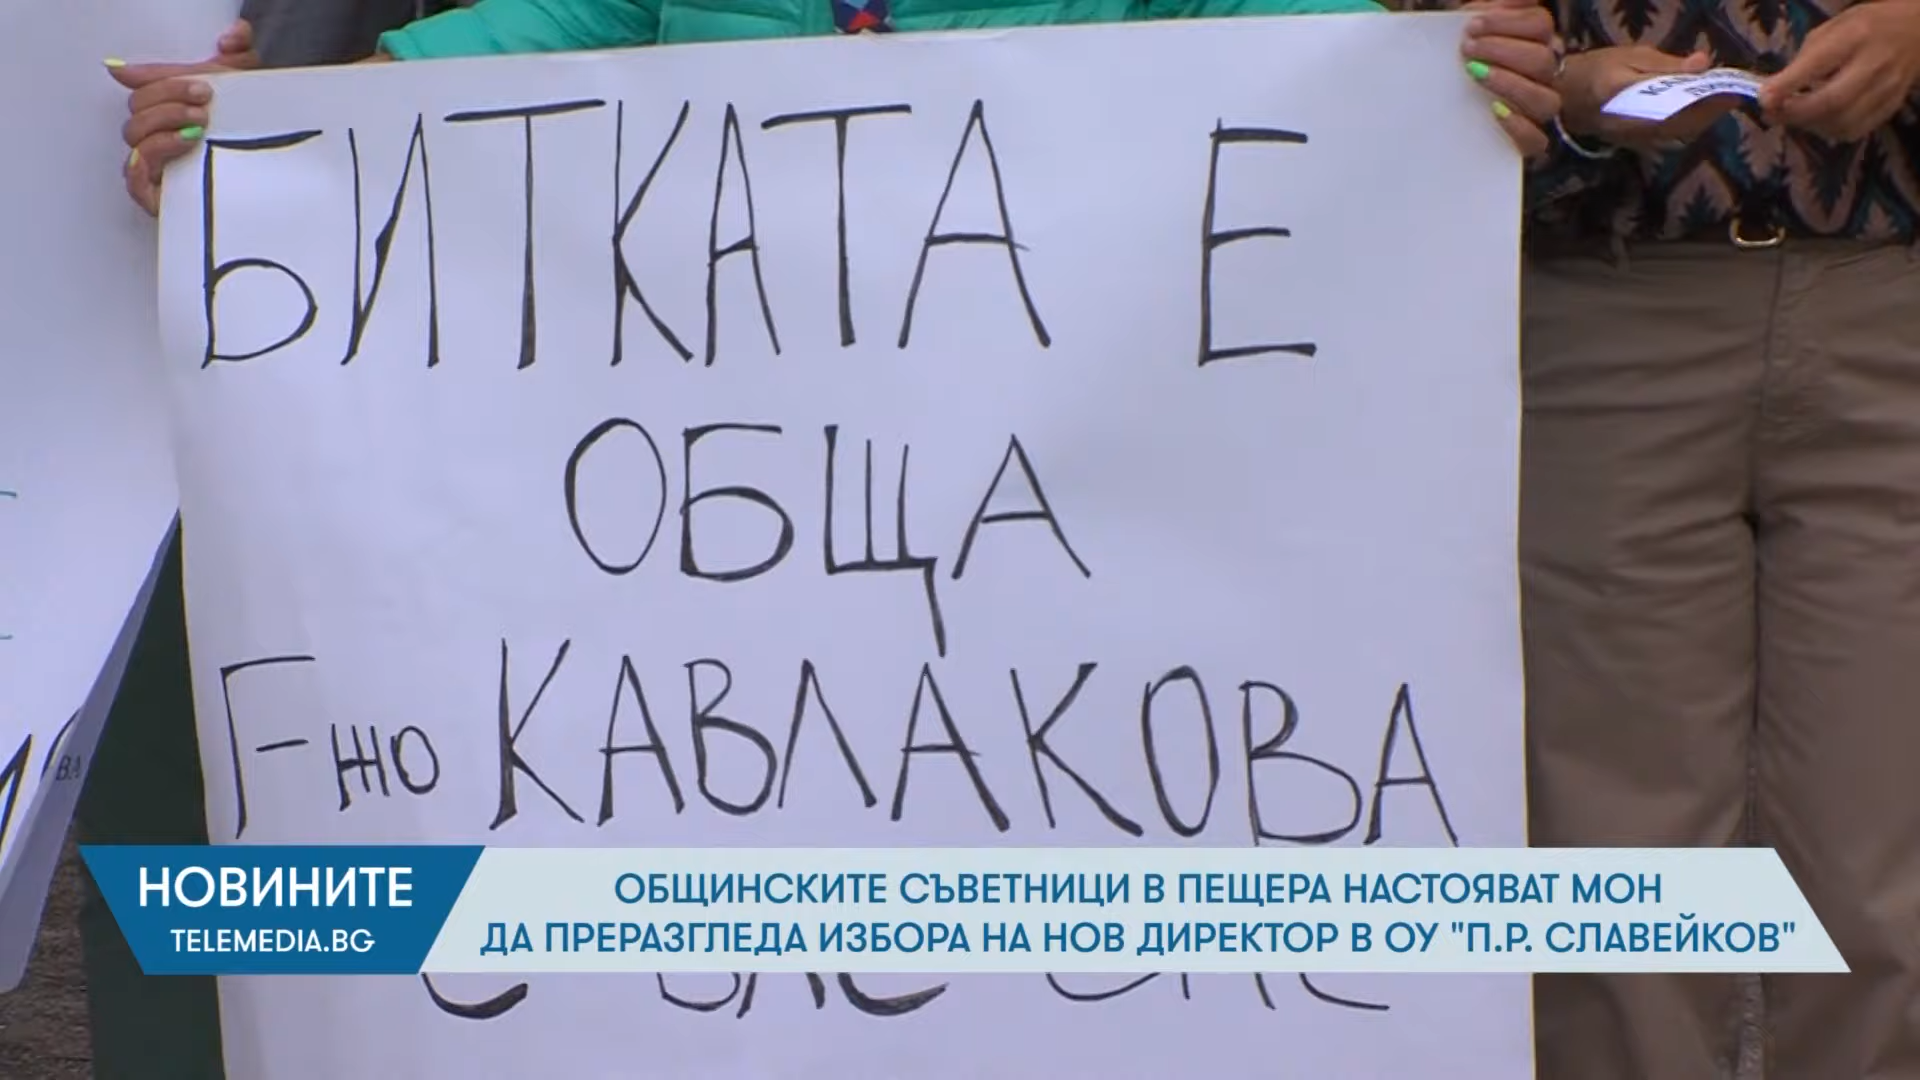 БИТКАТА Е
ОБЩА
Г-жо КАВЛАКОВА
НОВИНИТЕ
TELEMEDIA.BG
ОБЩИНСКИТЕ СЪВЕТНИЦИ В ПЕЩЕРА НАСТОЯВАТ МОН
ДА ПРЕРАЗГЛЕДА ИЗБОРА НА НОВ ДИРЕКТОР В ОУ "П.Р. СЛАВЕЙКОВ"